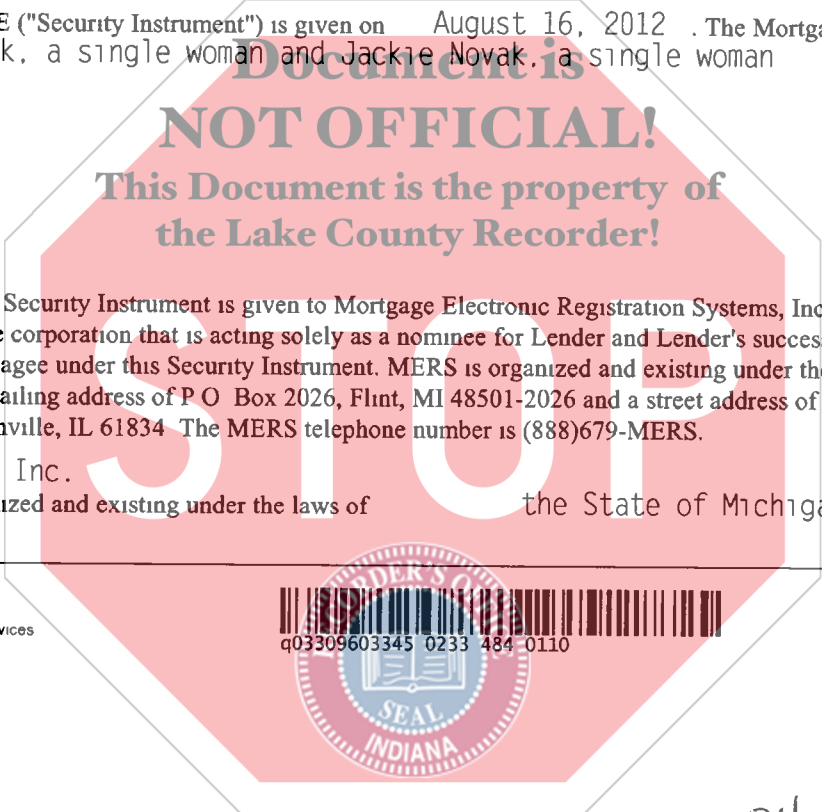 E ("Security Instrument") is given on August 16, 2012 . The Mortga
k, a single woman and Jackie Novak, a single woman
Document is
NOT OFFICIAL!
This Document is the property of
the Lake County Recorder!
Security Instrument is given to Mortgage Electronic Registration Systems, Inc
e corporation that is acting solely as a nominee for Lender and Lender's succes
agee under this Security Instrument. MERS is organized and existing under the
ailing address of P O Box 2026, Flint, MI 48501-2026 and a street address of
nville, IL 61834 The MERS telephone number is (888)679-MERS.
STOP
Inc.
ized and existing under the laws of the State of Michiga
vices
q03309603345 0233 484 0110
RECORDER'S OFFICE
SEAL
INDIANA